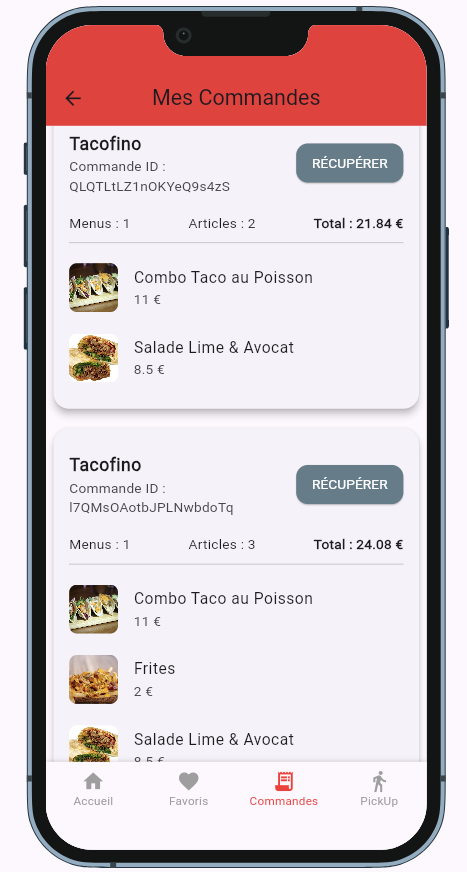 Mes Commandes
Tacofino
Commande ID :
QLQTLtLZ1nOKYeQ9s4zS
RÉCUPÉRER
Menus : 1 Articles : 2 Total : 21.84 €
Combo Taco au Poisson
11 €
Salade Lime & Avocat
8.5 €
Tacofino
Commande ID :
l7QMsOAotbJPLNwbdoTq
RÉCUPÉRER
Menus : 1 Articles : 3 Total : 24.08 €
Combo Taco au Poisson
11 €
Frites
2 €
Salade Lime & Avocat
8.5 €
Accueil Favoris Commandes PickUp